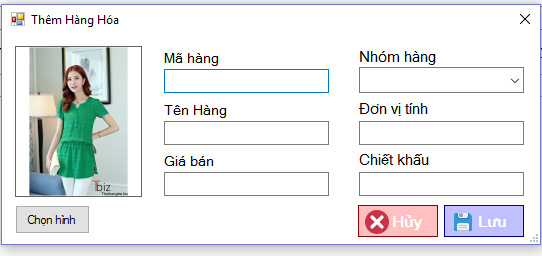 Thêm Hàng Hóa
Mã hàng
Nhóm hàng
Tên Hàng
Đơn vị tính
Giá bán
Chiết khấu
Tbiz
Chọn hình
Hủy
Lưu